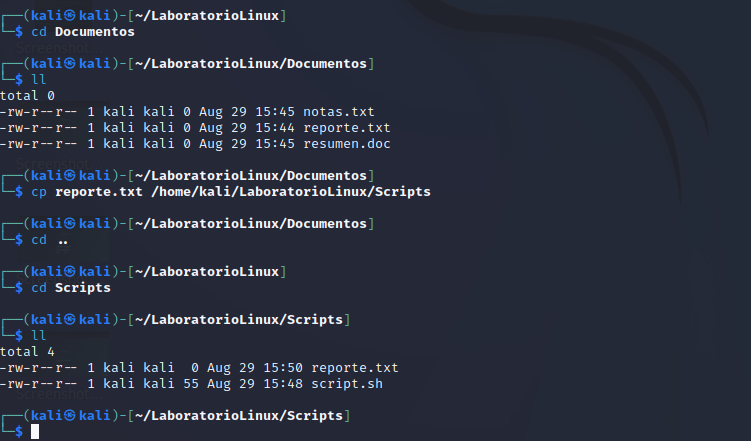 ┌──(kali㉿kali)-[~/LaboratorioLinux]
└─$ cd Documentos
┌──(kali㉿kali)-[~/LaboratorioLinux/Documentos]
└─$ ll
total 0
-rw-r--r-- 1 kali kali 0 Aug 29 15:45 notas.txt
-rw-r--r-- 1 kali kali 0 Aug 29 15:44 reporte.txt
-rw-r--r-- 1 kali kali 0 Aug 29 15:45 resumen.doc
┌──(kali㉿kali)-[~/LaboratorioLinux/Documentos]
└─$ cp reporte.txt /home/kali/LaboratorioLinux/Scripts
┌──(kali㉿kali)-[~/LaboratorioLinux/Documentos]
└─$ cd ..
┌──(kali㉿kali)-[~/LaboratorioLinux]
└─$ cd Scripts
┌──(kali㉿kali)-[~/LaboratorioLinux/Scripts]
└─$ ll
total 4
-rw-r--r-- 1 kali kali  0 Aug 29 15:50 reporte.txt
-rw-r--r-- 1 kali kali 55 Aug 29 15:48 script.sh
┌──(kali㉿kali)-[~/LaboratorioLinux/Scripts]
└─$